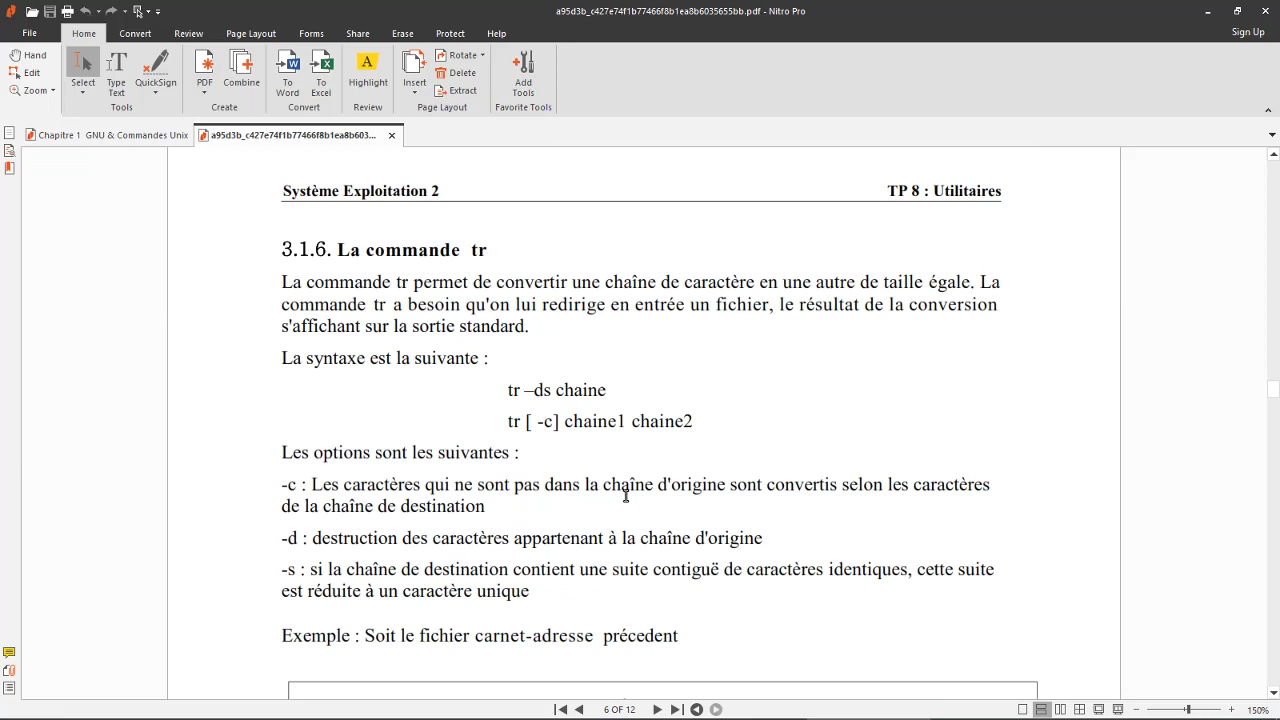 a95d3b_c427e74f1b77466f8b1ea8b6035655bb.pdf - Nitro Pro
File Home Convert Review Page Layout Forms Share Erase Protect Help Sign Up
Hand
Edit
Zoom
Select
Type Text
QuickSign
Tools
PDF
Combine
Create
To Word
To Excel
Convert
Highlight
Review
Insert
Rotate
Delete
Extract
Page Layout
Add Tools
Favorite Tools
Chapitre 1 GNU & Commandes Unix
a95d3b_c427e74f1b77466f8b1ea8b603...
Système Exploitation 2 TP 8 : Utilitaires
3.1.6. La commande tr
La commande tr permet de convertir une chaîne de caractère en une autre de taille égale. La
commande tr a besoin qu'on lui redirige en entrée un fichier, le résultat de la conversion
s'affichant sur la sortie standard.
La syntaxe est la suivante :
tr –ds chaine
tr [ -c] chaine1 chaine2
Les options sont les suivantes :
-c : Les caractères qui ne sont pas dans la chaîne d'origine sont convertis selon les caractères
de la chaîne de destination
-d : destruction des caractères appartenant à la chaîne d'origine
-s : si la chaîne de destination contient une suite contiguë de caractères identiques, cette suite
est réduite à un caractère unique
Exemple : Soit le fichier carnet-adresse précedent
6 OF 12
150%